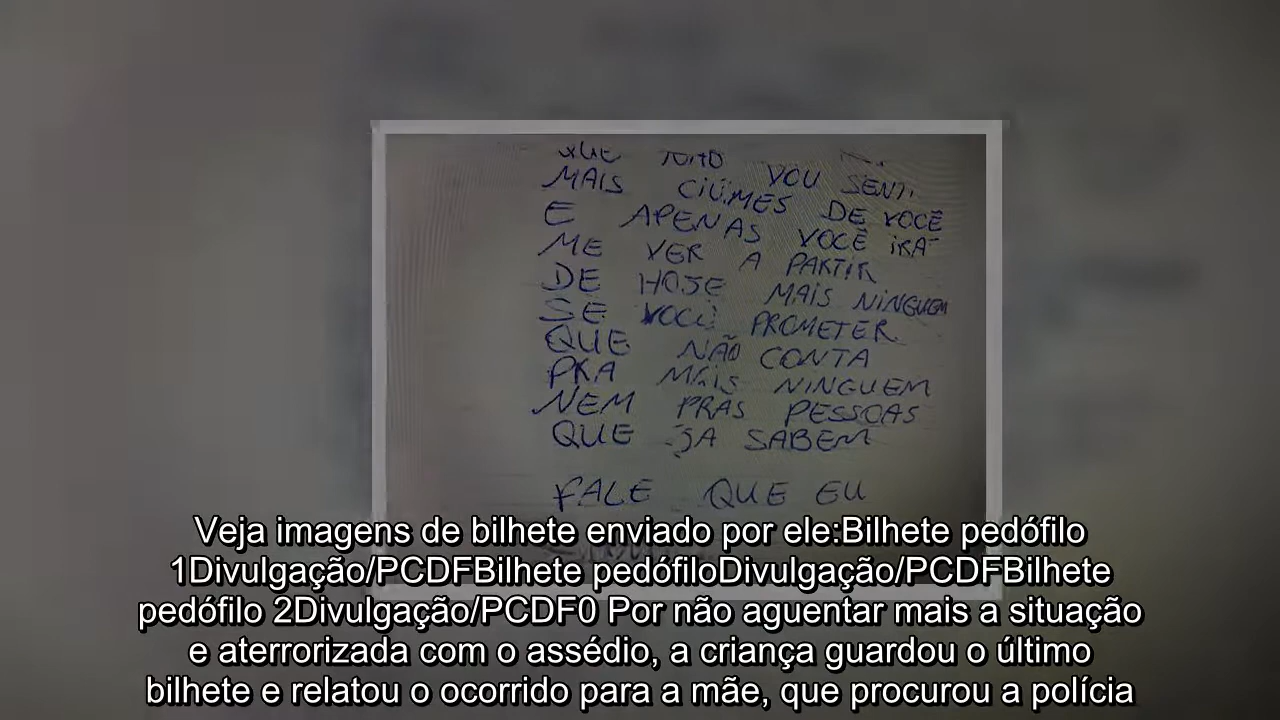 QUE
MAIS CIÚMES DE VOCÊ
VOU SENTI
E APENAS VOCÊ IRÁ
ME VER A PARTIR
DE HOJE MAIS NINGUEM
SE VOCÊ PROMETER
QUE NÃO CONTA
PRA MAIS NINGUEM
NEM PRAS PESSOAS
QUE JA SABEM
FALE QUE EU
Veja imagens de bilhete enviado por ele:Bilhete pedófilo
1Divulgação/PCDFBilhete pedófiloDivulgação/PCDFBilhete
pedófilo 2Divulgação/PCDF0 Por não aguentar mais a situação
e aterrorizada com o assédio, a criança guardou o último
bilhete e relatou o ocorrido para a mãe, que procurou a polícia